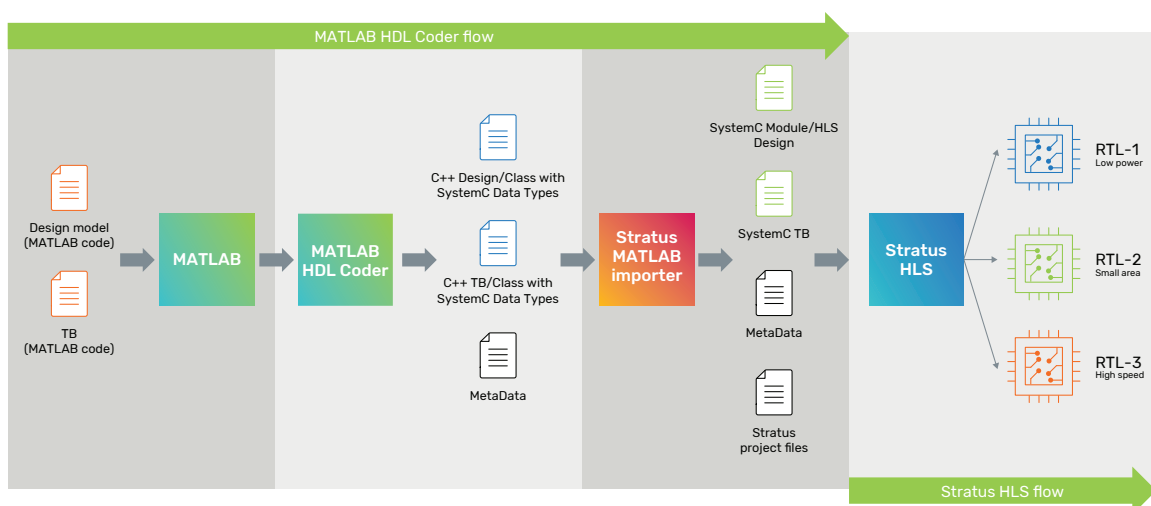 MATLAB HDL Coder flow
Design model
(MATLAB code)
TB
(MATLAB code)
MATLAB
MATLAB
HDL Coder
C++ Design/Class with
SystemC Data Types
C++ TB/Class with
SystemC Data Types
MetaData
Stratus
MATLAB
importer
SystemC Module/HLS
Design
SystemC TB
MetaData
Stratus
project files
Stratus
HLS
RTL-1
Low power
RTL-2
Small area
RTL-3
High speed
Stratus HLS flow